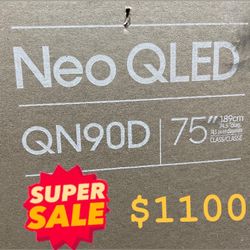 Neo QLED
QN90D
75"
189cm
CLASS/CLASSE
SUPER
SALE
$1100